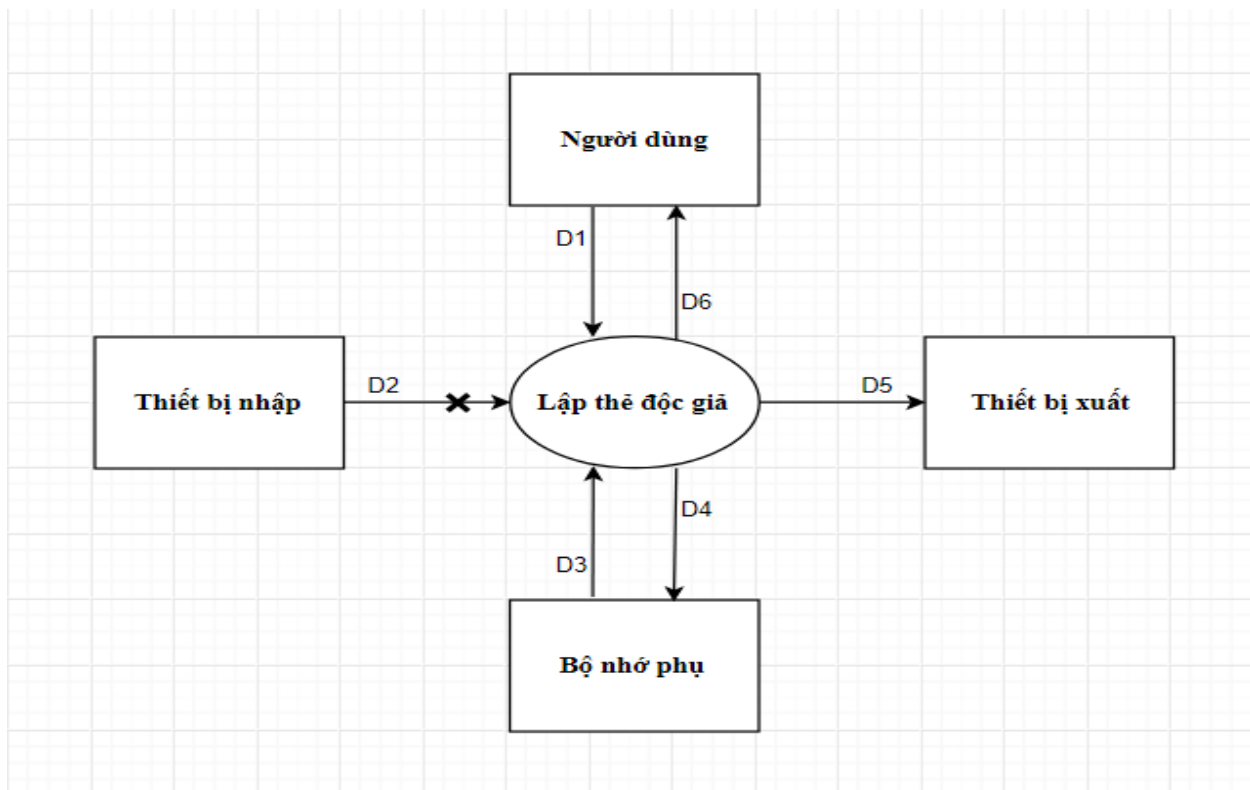 Người dùng
D1
D6
Thiết bị nhập
D2
Lập thẻ độc giả
D5
Thiết bị xuất
D4
D3
Bộ nhớ phụ